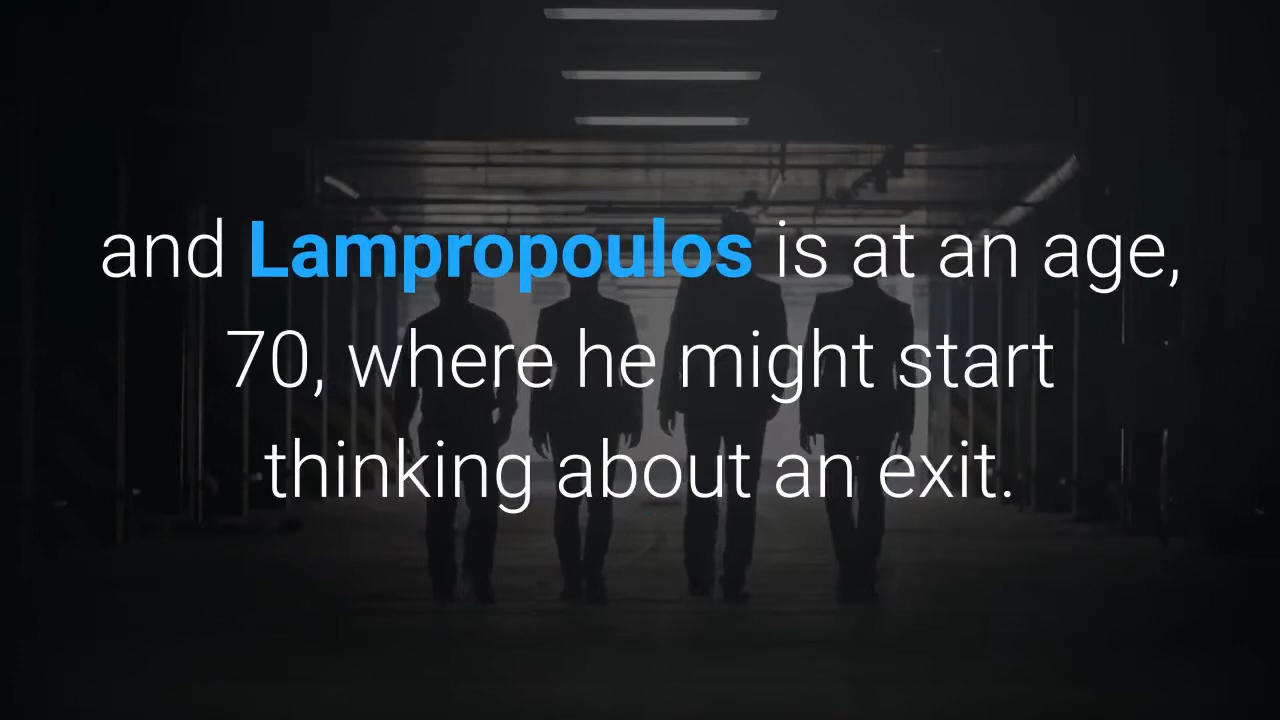 and Lampropoulos is at an age,
70, where he might start
thinking about an exit.